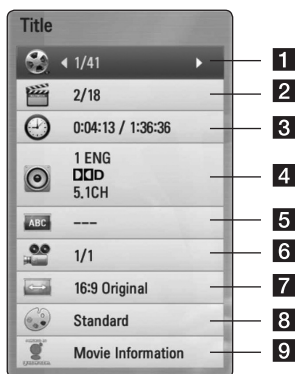 Title
1/41 1
2/18 2
0:04:13 / 1:36:36 3
1 ENG
5.1CH
4
ABC --- 5
1/1 6
16:9 Original 7
Standard 8
Movie Information 9